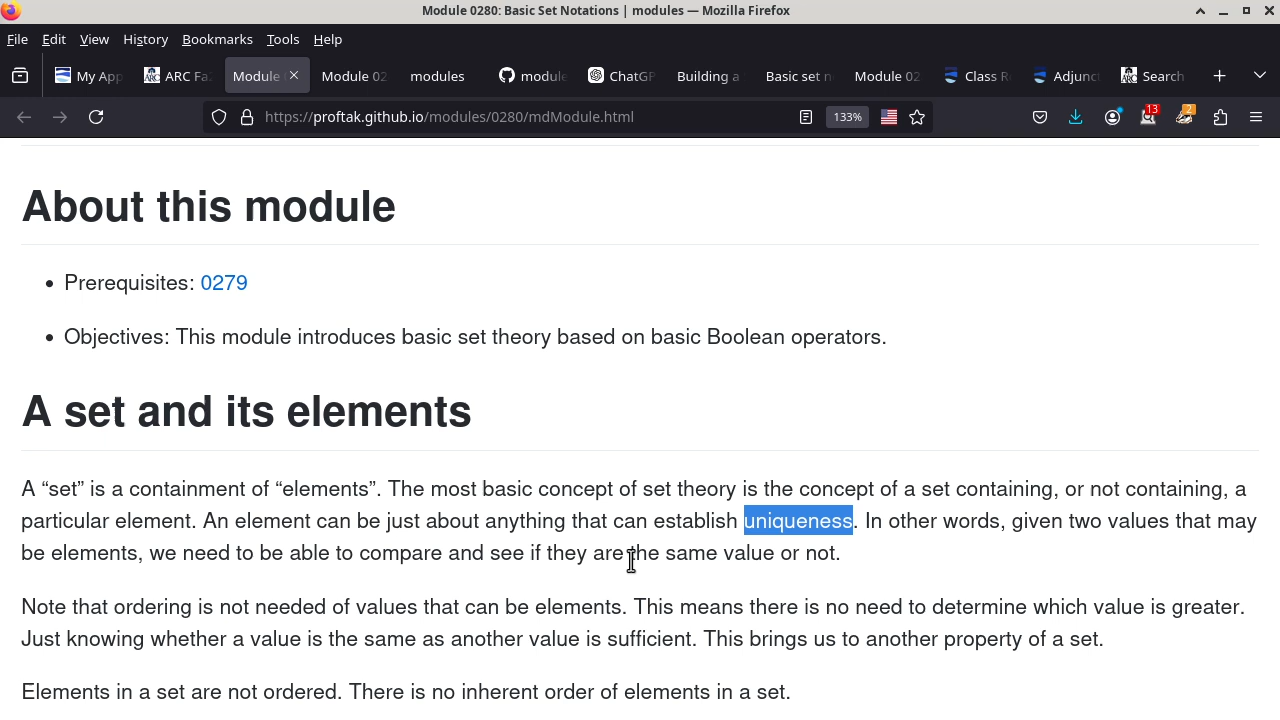 Module 0280: Basic Set Notations | modules — Mozilla Firefox
File Edit View History Bookmarks Tools Help
My App ARC Fa Module Module 02 modules module ChatGP Building a Basic set n Module 02 Class R Adjunc Search
https://proftak.github.io/modules/0280/mdModule.html 133% 13 2
About this module
• Prerequisites: 0279
• Objectives: This module introduces basic set theory based on basic Boolean operators.
A set and its elements
A “set” is a containment of “elements”. The most basic concept of set theory is the concept of a set containing, or not containing, a
particular element. An element can be just about anything that can establish uniqueness. In other words, given two values that may
be elements, we need to be able to compare and see if they are the same value or not.
Note that ordering is not needed of values that can be elements. This means there is no need to determine which value is greater.
Just knowing whether a value is the same as another value is sufficient. This brings us to another property of a set.
Elements in a set are not ordered. There is no inherent order of elements in a set.